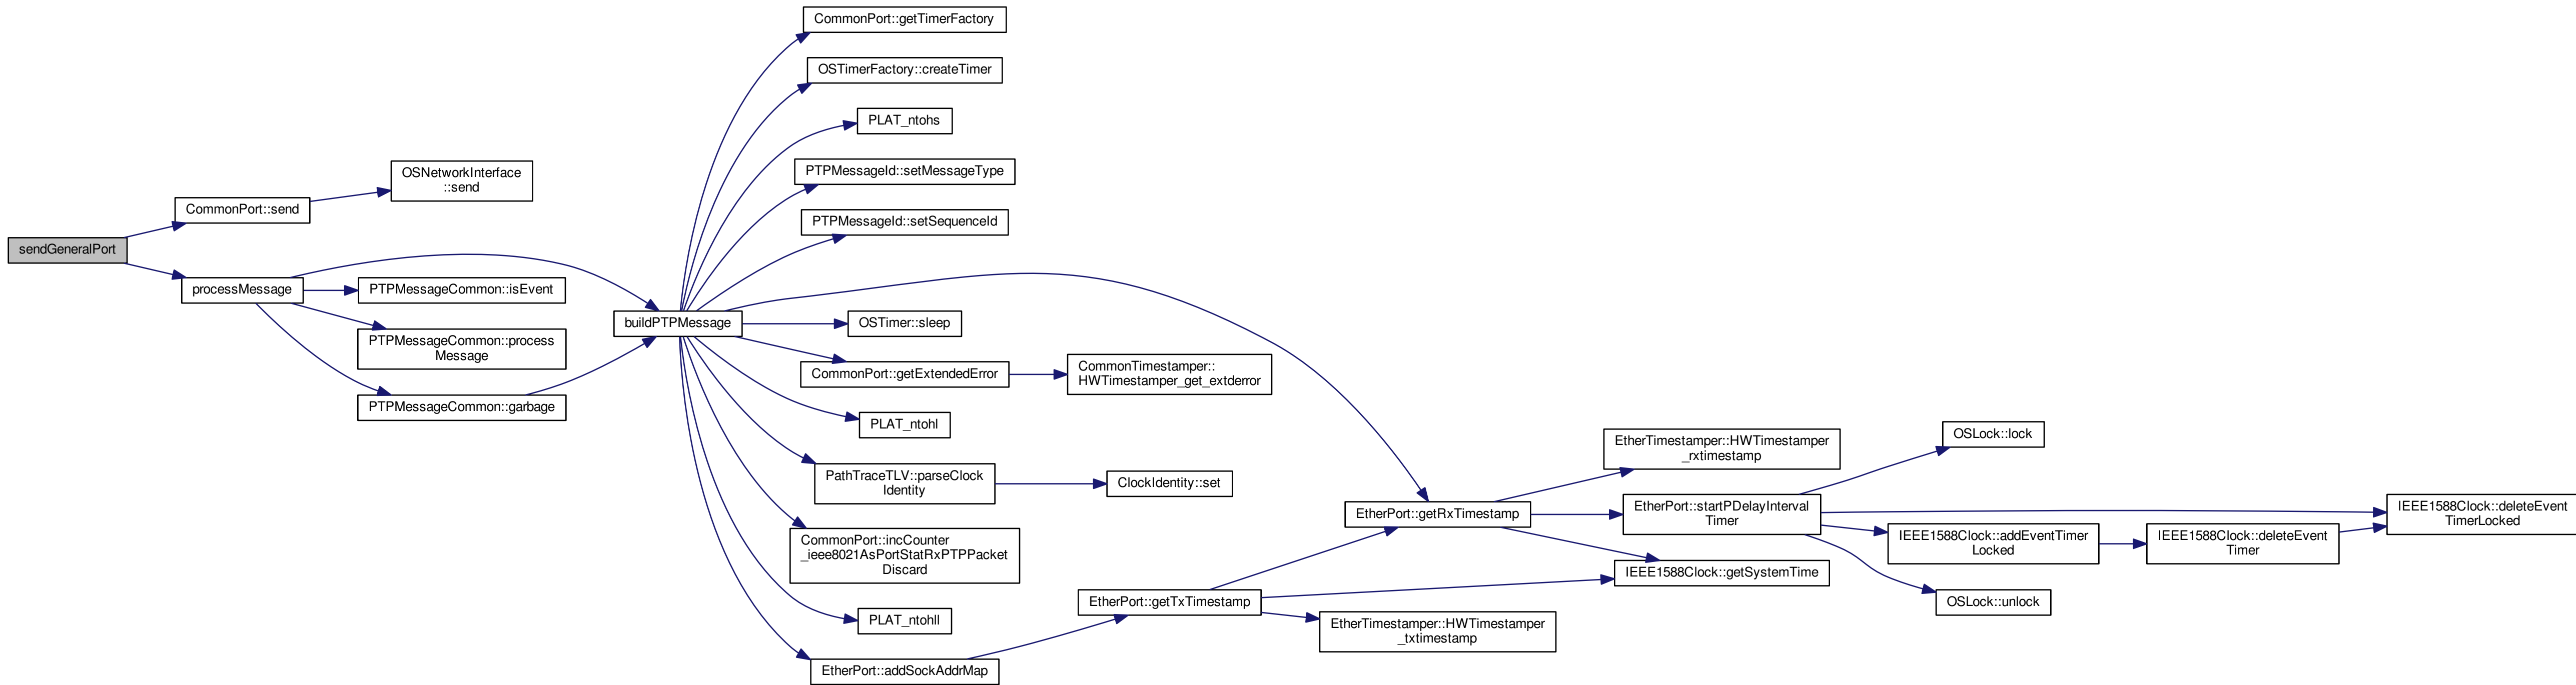 sendGeneralPort
CommonPort::send
OSNetworkInterface
::send
processMessage
PTPMessageCommon::isEvent
PTPMessageCommon::process
Message
PTPMessageCommon::garbage
buildPTPMessage
CommonPort::getTimerFactory
OSTimerFactory::createTimer
PLAT_ntohs
PTPMessageId::setMessageType
PTPMessageId::setSequenceId
OSTimer::sleep
CommonPort::getExtendedError
CommonTimestamper::
HWTimestamper_get_extderror
PLAT_ntohl
PathTraceTLV::parseClock
Identity
ClockIdentity::set
CommonPort::incCounter
_ieee8021AsPortStatRxPTPPacket
Discard
PLAT_ntohll
EtherPort::addSockAddrMap
EtherPort::getTxTimestamp
EtherPort::getRxTimestamp
EtherTimestamper::HWTimestamper
_txtimestamp
EtherTimestamper::HWTimestamper
_rxtimestamp
EtherPort::startPDelayInterval
Timer
IEEE1588Clock::getSystemTime
OSLock::lock
IEEE1588Clock::addEventTimer
Locked
OSLock::unlock
IEEE1588Clock::deleteEvent
Timer
IEEE1588Clock::deleteEvent
TimerLocked